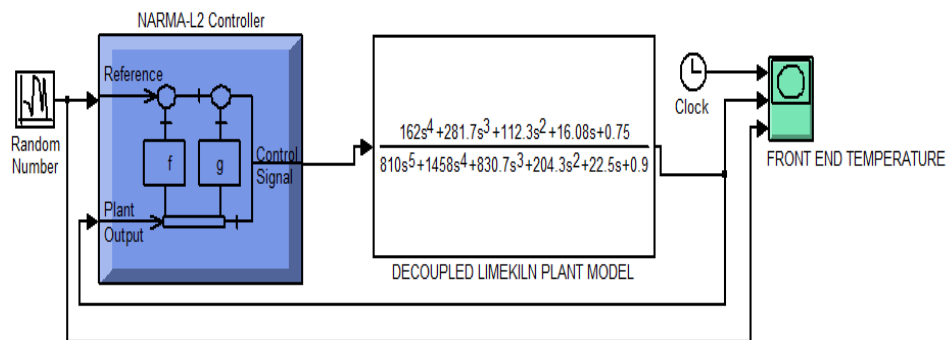 NARMA-L2 Controller
Reference
Random
Number
f
g
Control
Signal
Plant
Output
162s⁴+281.7s³+112.3s²+16.08s+0.75
810s⁵+1458s⁴+830.7s³+204.3s²+22.5s+0.9
DECOUPLED LIMEKILN PLANT MODEL
Clock
FRONT END TEMPERATURE